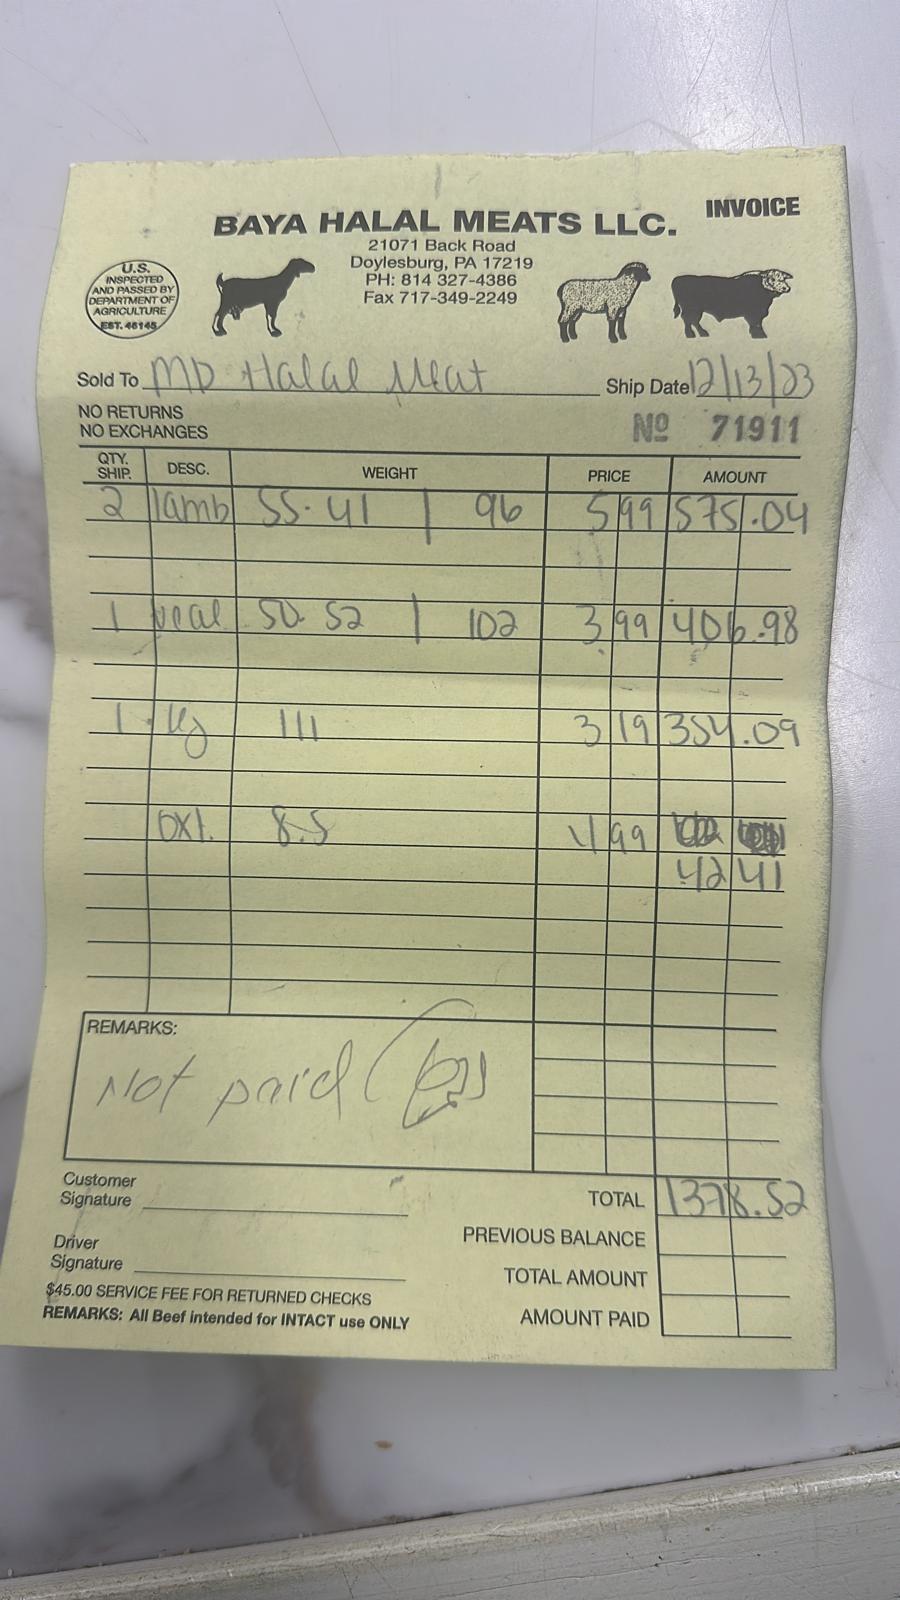 INVOICE
BAYA HALAL MEATS LLC.
21071 Back Road
Doylesburg, PA 17219
PH: 814 327-4386
Fax 717-349-2249
U.S.
INSPECTED
AND PASSED BY
DEPARTMENT OF
AGRICULTURE
EST. 46145
Sold To MD Halal Meat Ship Date 12/13/23
NO RETURNS
NO EXCHANGES
No 71911
QTY. SHIP. DESC. WEIGHT PRICE AMOUNT
2 lamb 55.41 | 96 5 99 575.04
1 veal 50.52 | 102 3 99 406.98
1 kg 111 3 19 354.09
oxt. 8.5 4 99
42 41
REMARKS:
Not paid
Customer
Signature
TOTAL 1378.52
PREVIOUS BALANCE
Driver
Signature
TOTAL AMOUNT
$45.00 SERVICE FEE FOR RETURNED CHECKS
AMOUNT PAID
REMARKS: All Beef intended for INTACT use ONLY